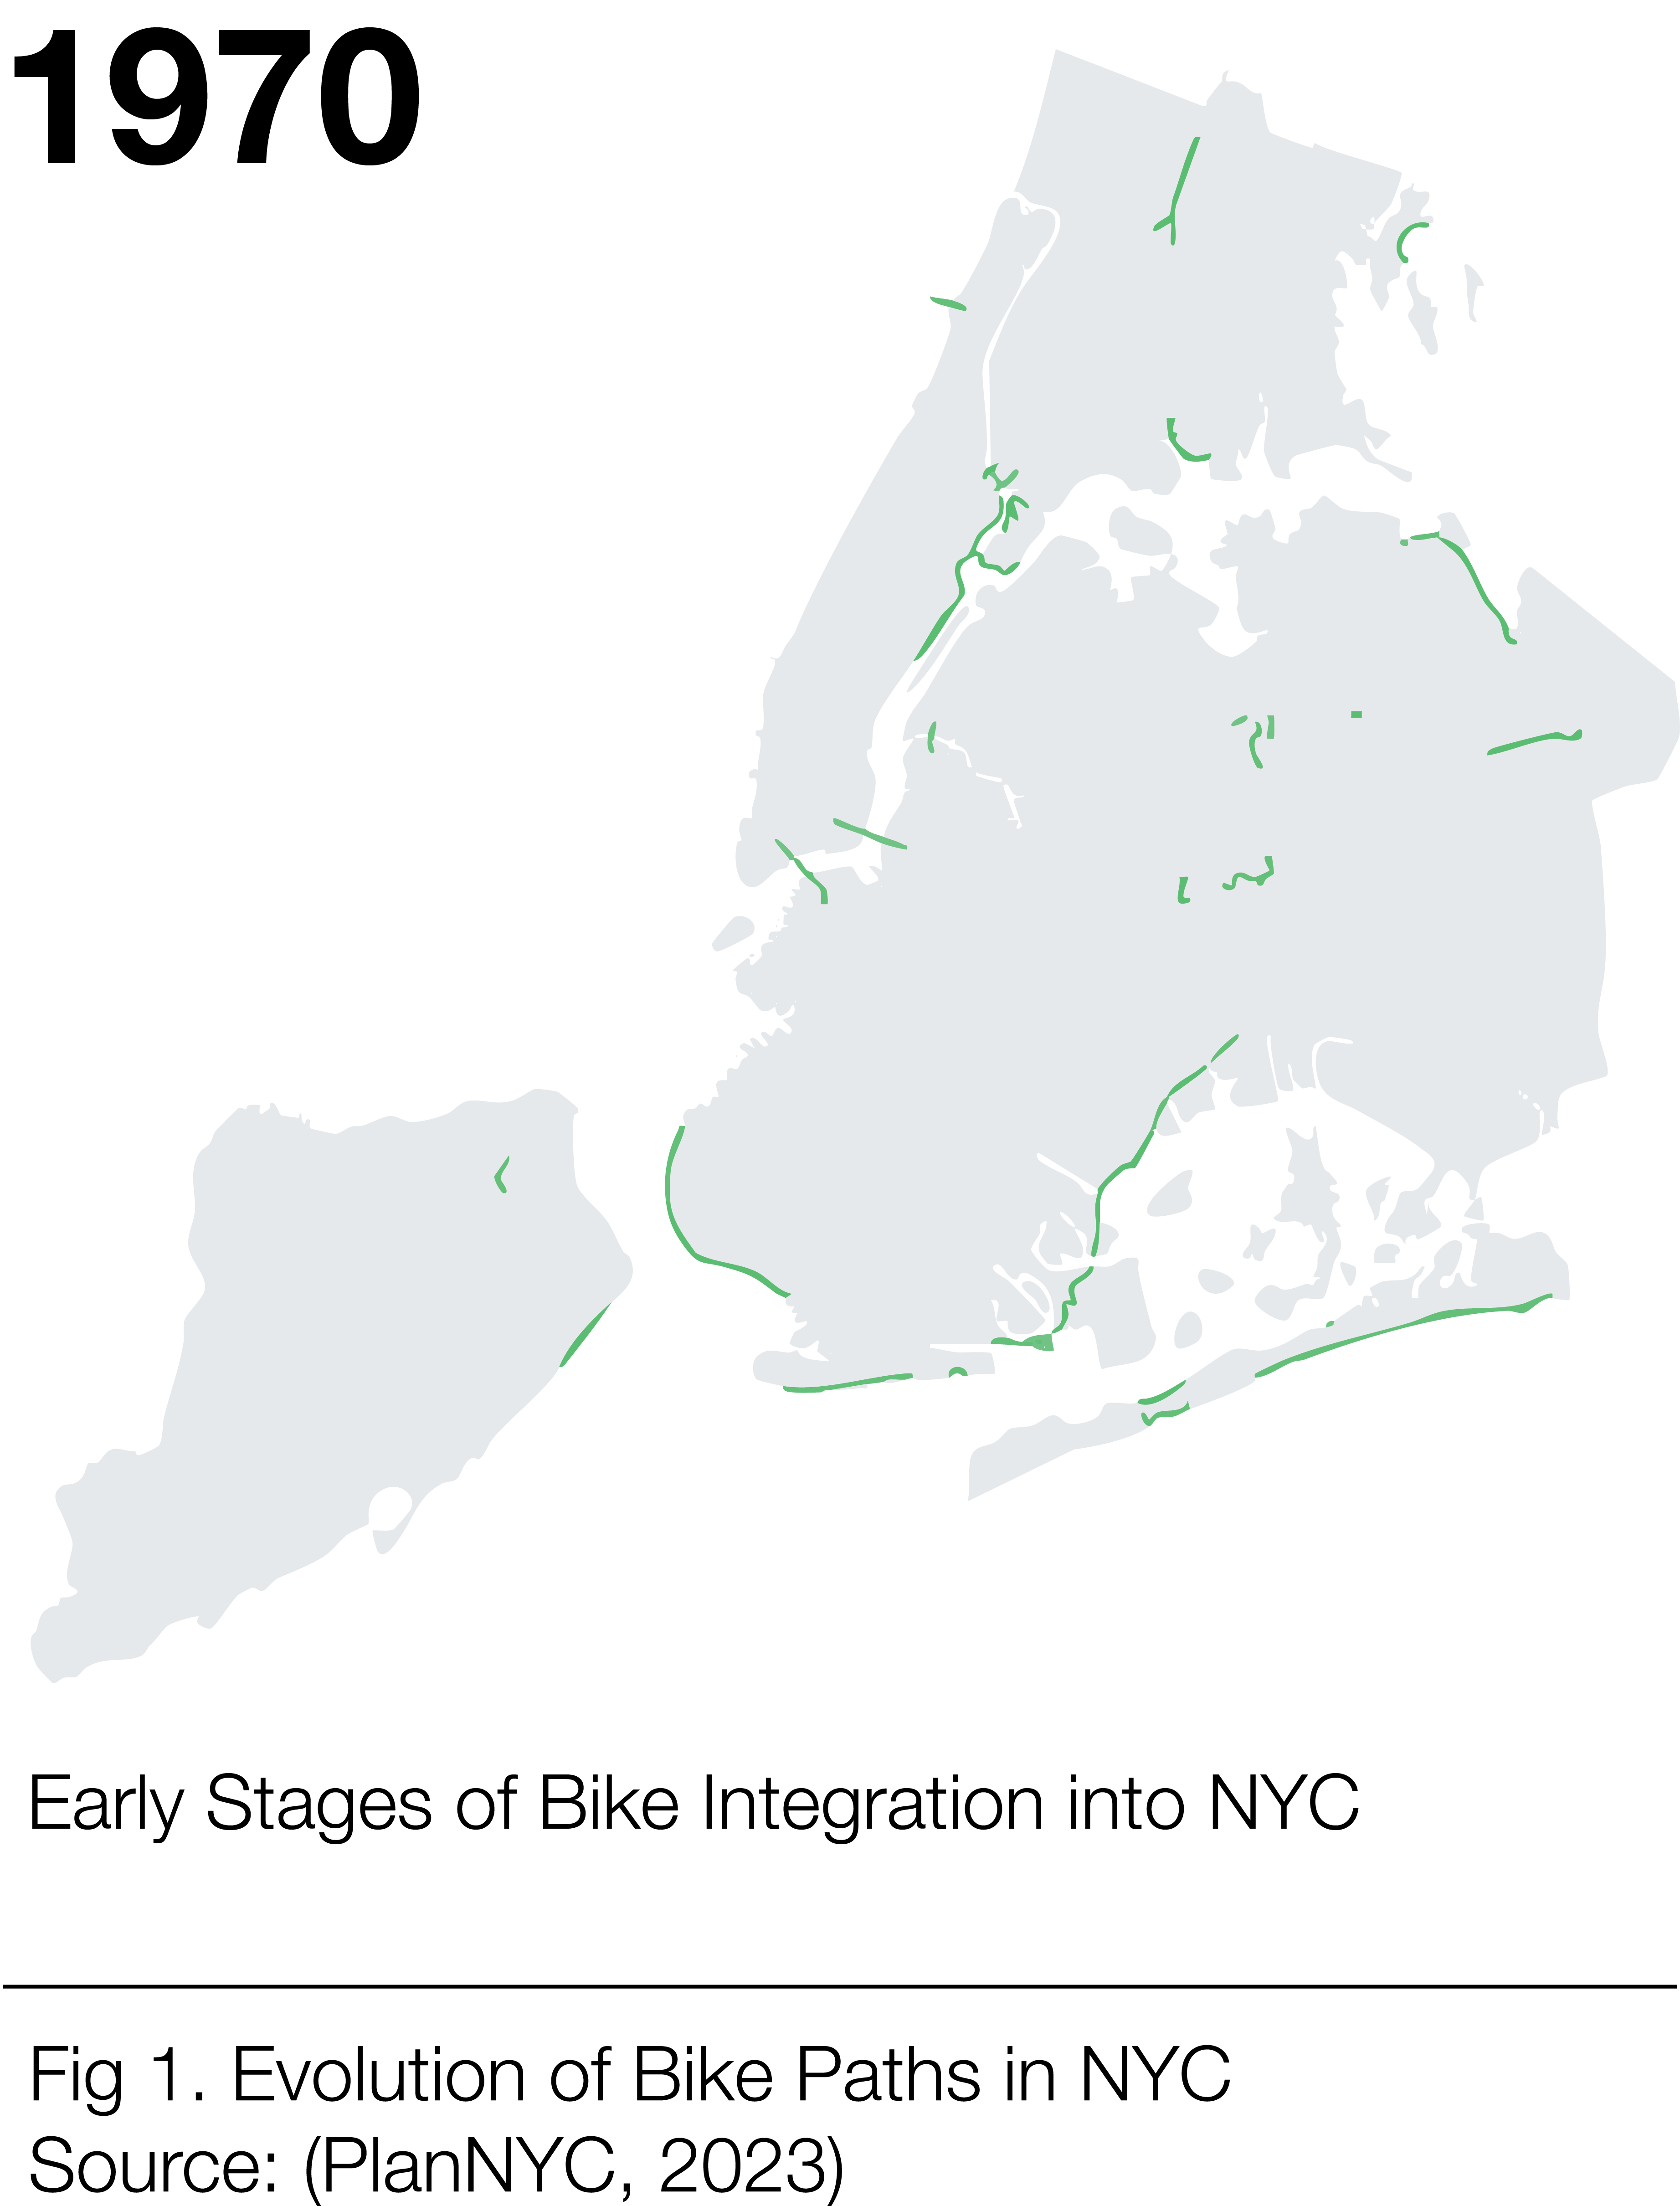 1970
Early Stages of Bike Integration into NYC
Fig 1. Evolution of Bike Paths in NYC
Source: (PlanNYC, 2023)